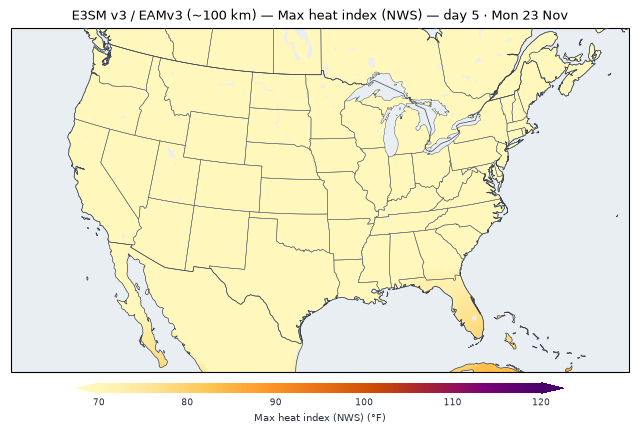 E3SM v3 / EAMv3 (~100 km) — Max heat index (NWS) — day 5 · Mon 23 Nov
70 80 90 100 110 120
Max heat index (NWS) (°F)